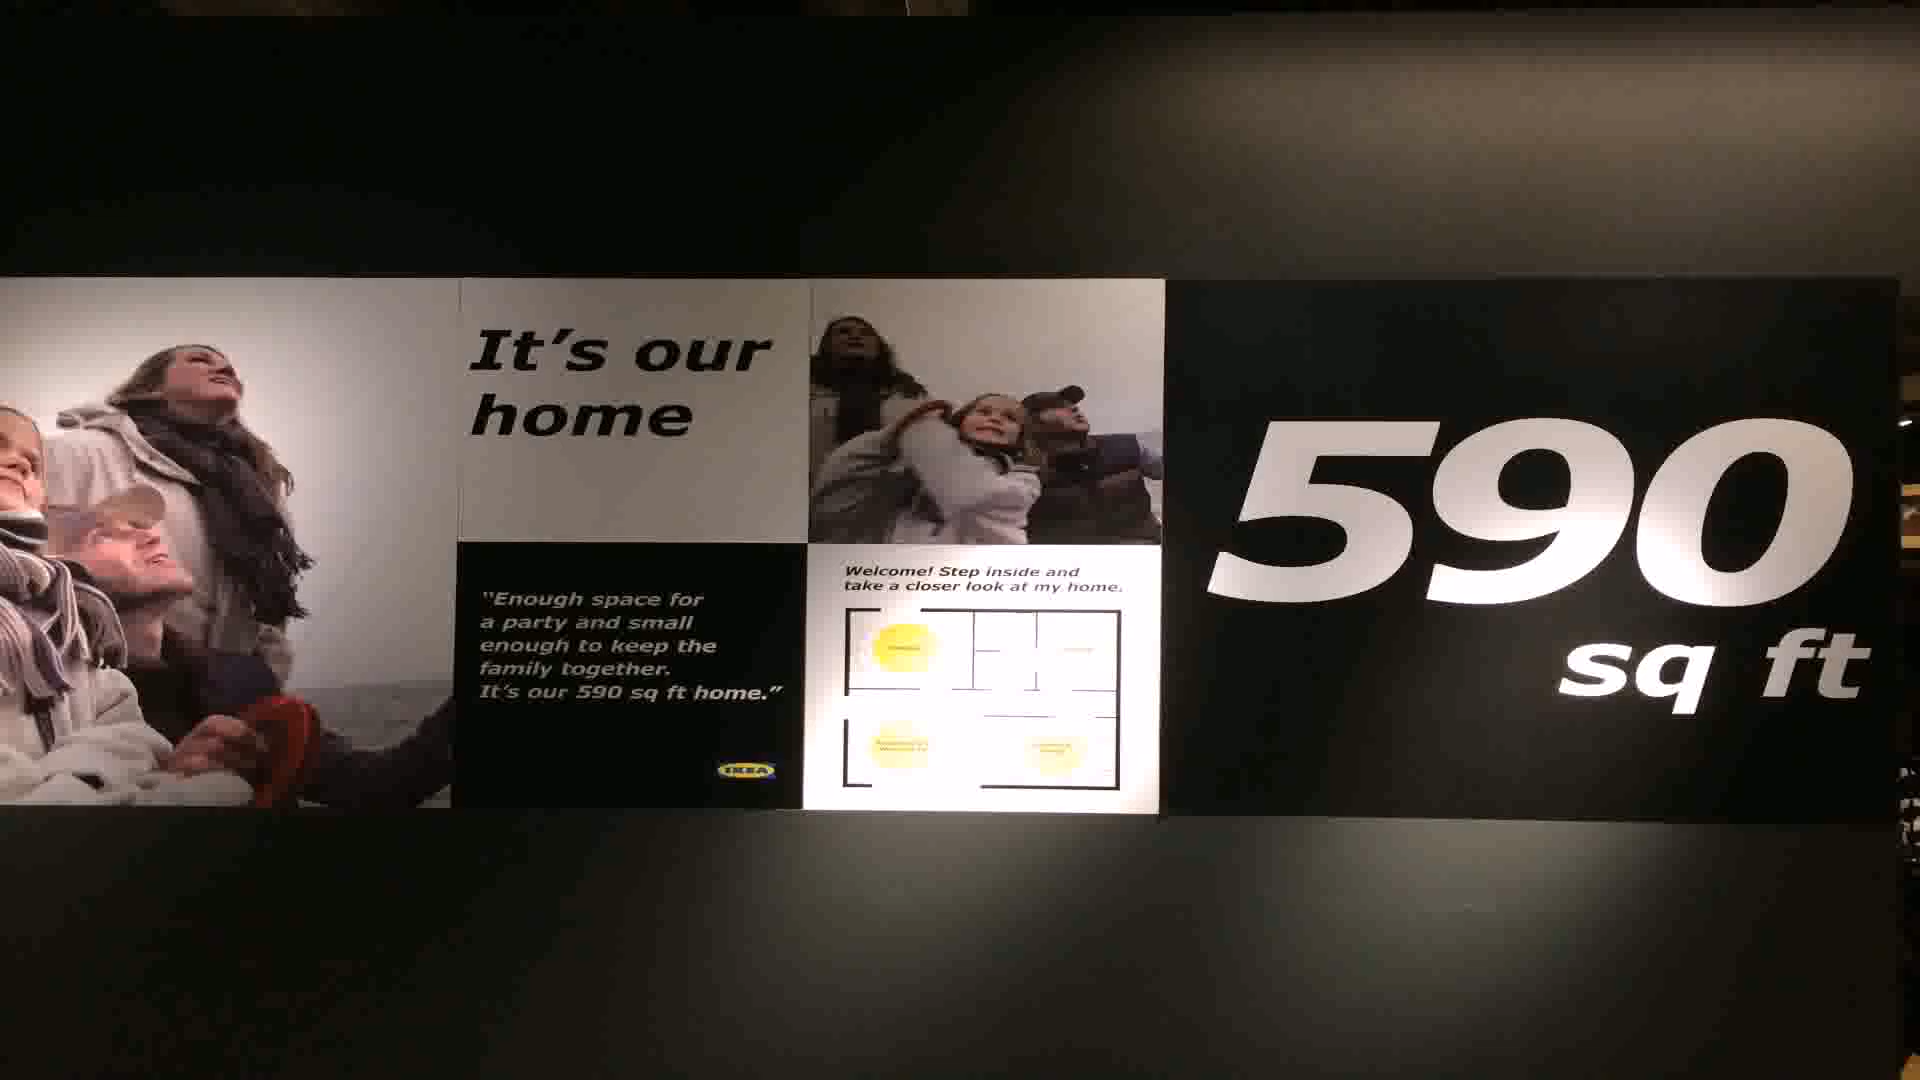 It's our
home
"Enough space for
a party and small
enough to keep the
family together.
It's our 590 sq ft home."
IKEA
Welcome! Step inside and
take a closer look at my home.
590
sq ft